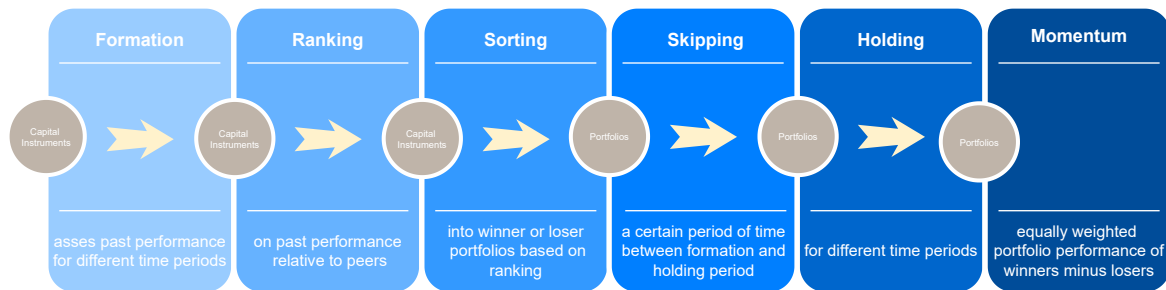 Formation
Ranking
Sorting
Skipping
Holding
Momentum
Capital
Instruments
Capital
Instruments
Capital
Instruments
Portfolios
Portfolios
Portfolios
asses past performance
for different time periods
on past performance
relative to peers
into winner or loser
portfolios based on
ranking
a certain period of time
between formation and
holding period
for different time periods
equally weighted
portfolio performance of
winners minus losers